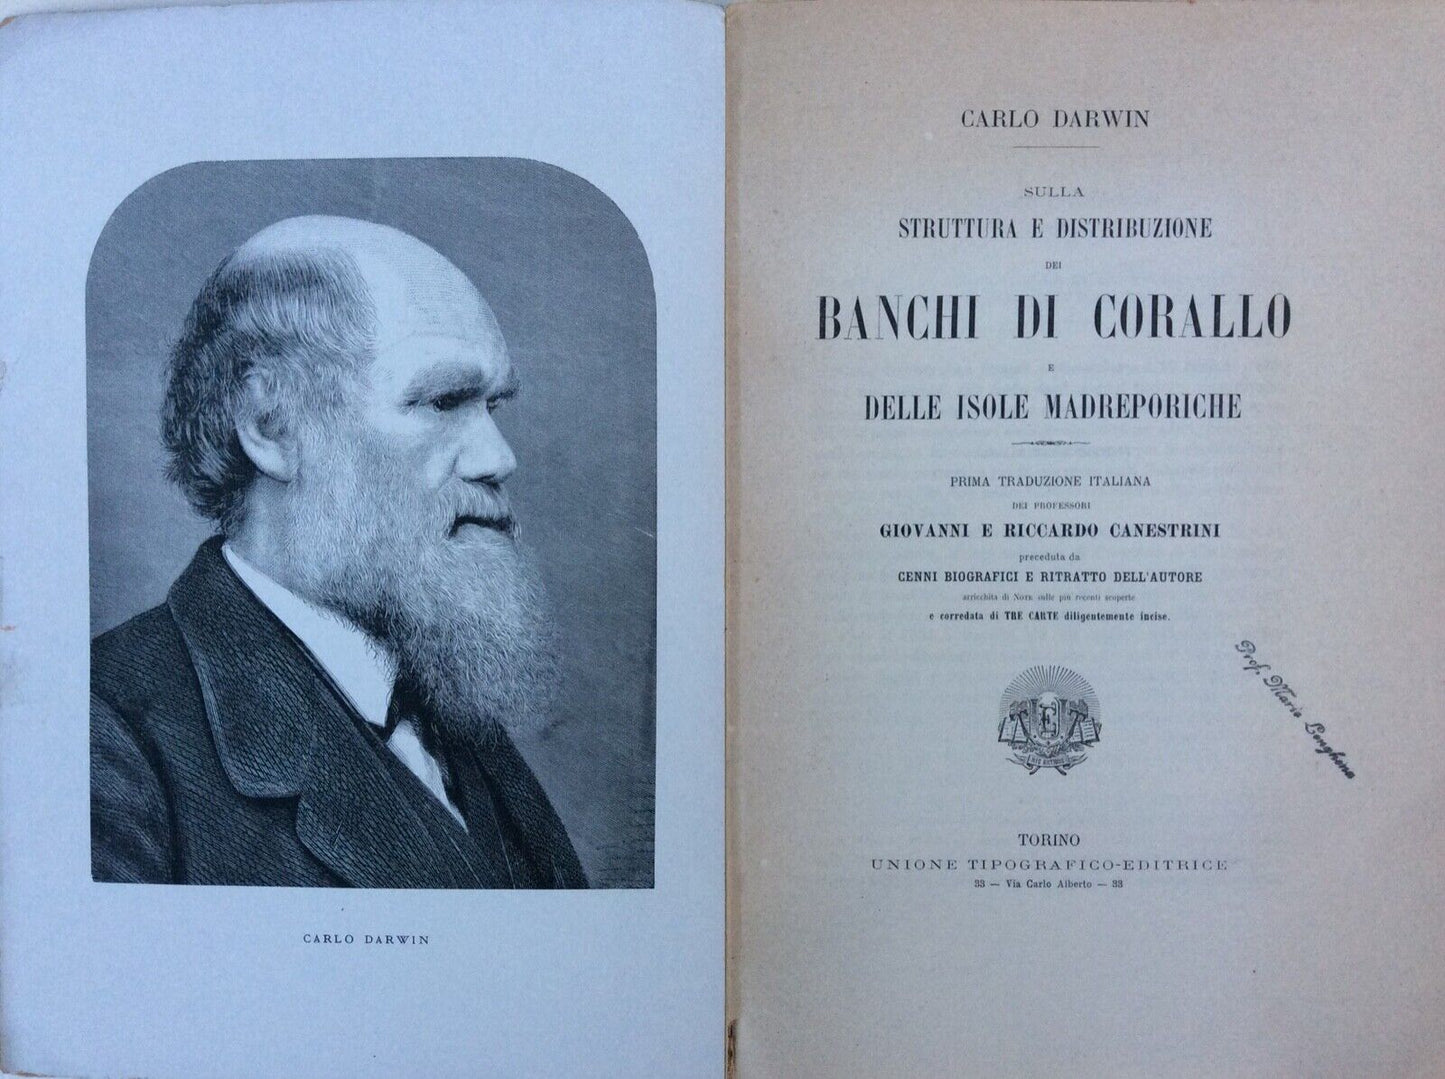 CARLO DARWIN
CARLO DARWIN
SULLA
STRUTTURA E DISTRIBUZIONE
DEI
BANCHI DI CORALLO
E
DELLE ISOLE MADREPORICHE
PRIMA TRADUZIONE ITALIANA
DEI PROFESSORI
GIOVANNI E RICCARDO CANESTRINI
preceduta da
CENNI BIOGRAFICI E RITRATTO DELL'AUTORE
arricchita di NOTE sulle più recenti scoperte
e corredata di TRE CARTE diligentemente incise.
Prof. Mario Longhena
TORINO
UNIONE TIPOGRAFICO-EDITRICE
33 — Via Carlo Alberto — 33